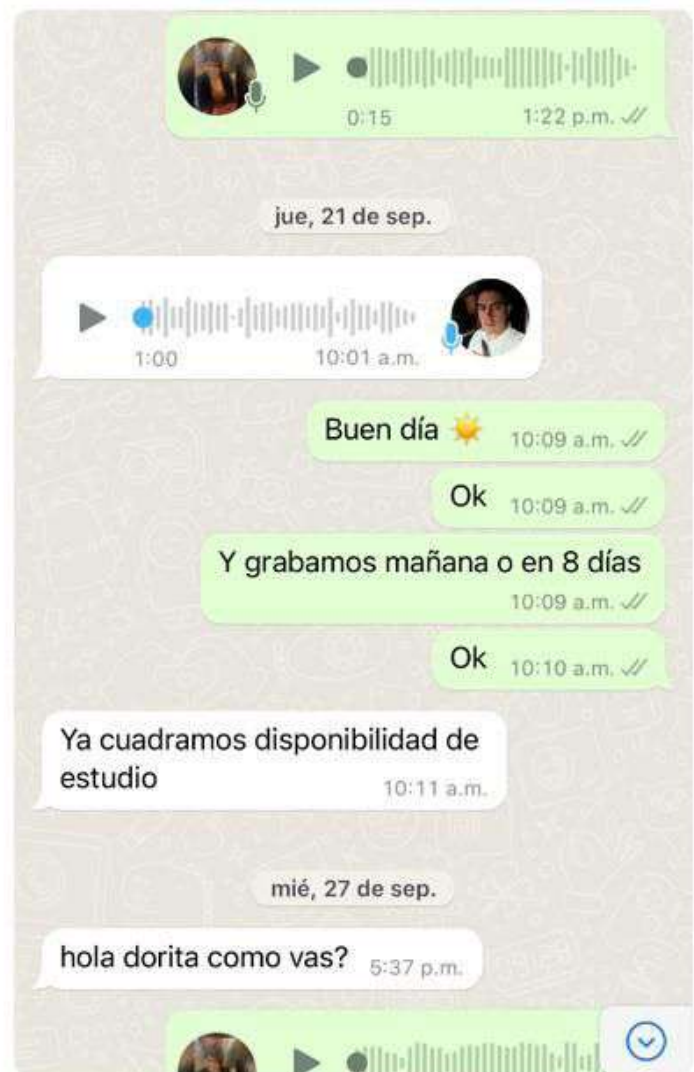 0:15 1:22 p.m.
jue, 21 de sep.
1:00 10:01 a.m.
Buen día 10:09 a.m.
Ok 10:09 a.m.
Y grabamos mañana o en 8 días
10:09 a.m.
Ok 10:10 a.m.
Ya cuadramos disponibilidad de
estudio 10:11 a.m.
mié, 27 de sep.
hola dorita como vas? 5:37 p.m.